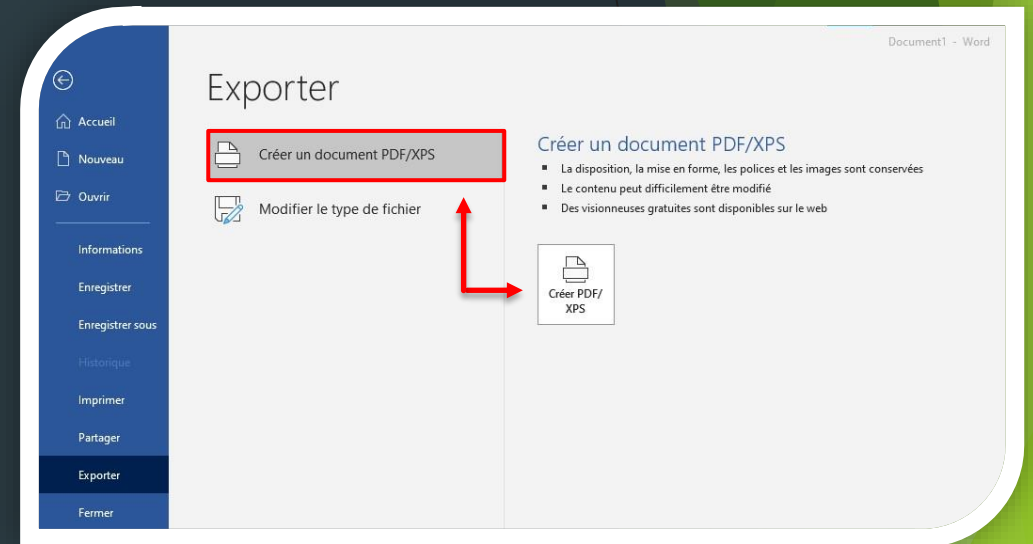 Document1 - Word
Exporter
Accueil
Nouveau
Ouvrir
Informations
Enregistrer
Enregistrer sous
Historique
Imprimer
Partager
Exporter
Fermer
Créer un document PDF/XPS
Modifier le type de fichier
Créer un document PDF/XPS
La disposition, la mise en forme, les polices et les images sont conservées
Le contenu peut difficilement être modifié
Des visionneuses gratuites sont disponibles sur le web
Créer PDF/
XPS